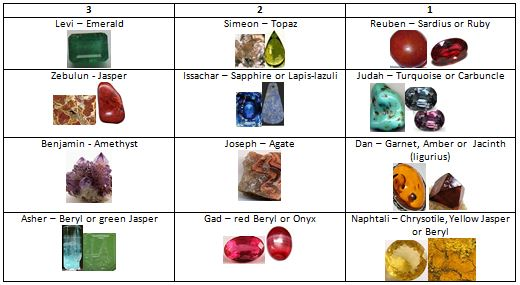 3 2 1
Levi – Emerald
Simeon – Topaz
Reuben – Sardius or Ruby
Zebulun - Jasper
Issachar – Sapphire or Lapis-lazuli
Judah – Turquoise or Carbuncle
Benjamin - Amethyst
Joseph – Agate
Dan – Garnet, Amber or Jacinth
(ligurius)
Asher – Beryl or green Jasper
Gad – red Beryl or Onyx
Naphtali – Chrysotile, Yellow Jasper
or Beryl